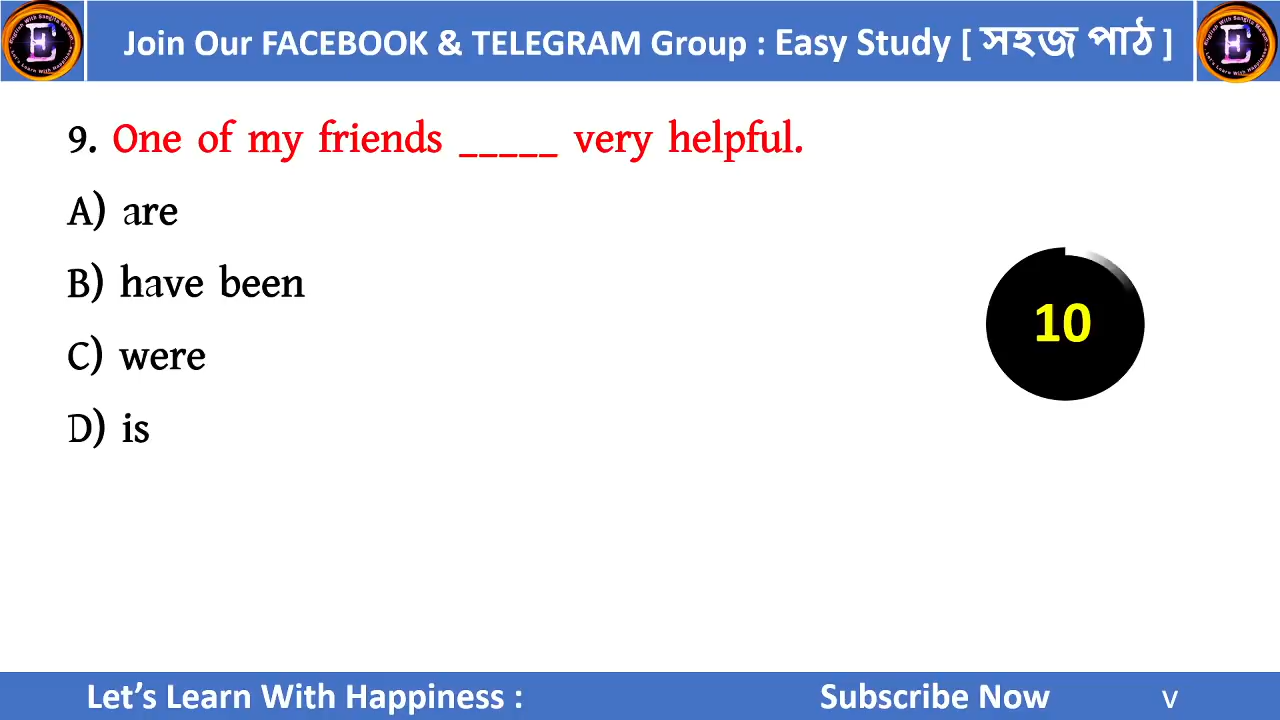 Join Our FACEBOOK & TELEGRAM Group : Easy Study [ সহজ পাঠ ]
9. One of my friends _____ very helpful.
A) are
B) have been
C) were
D) is
10
Let’s Learn With Happiness :
Subscribe Now
v